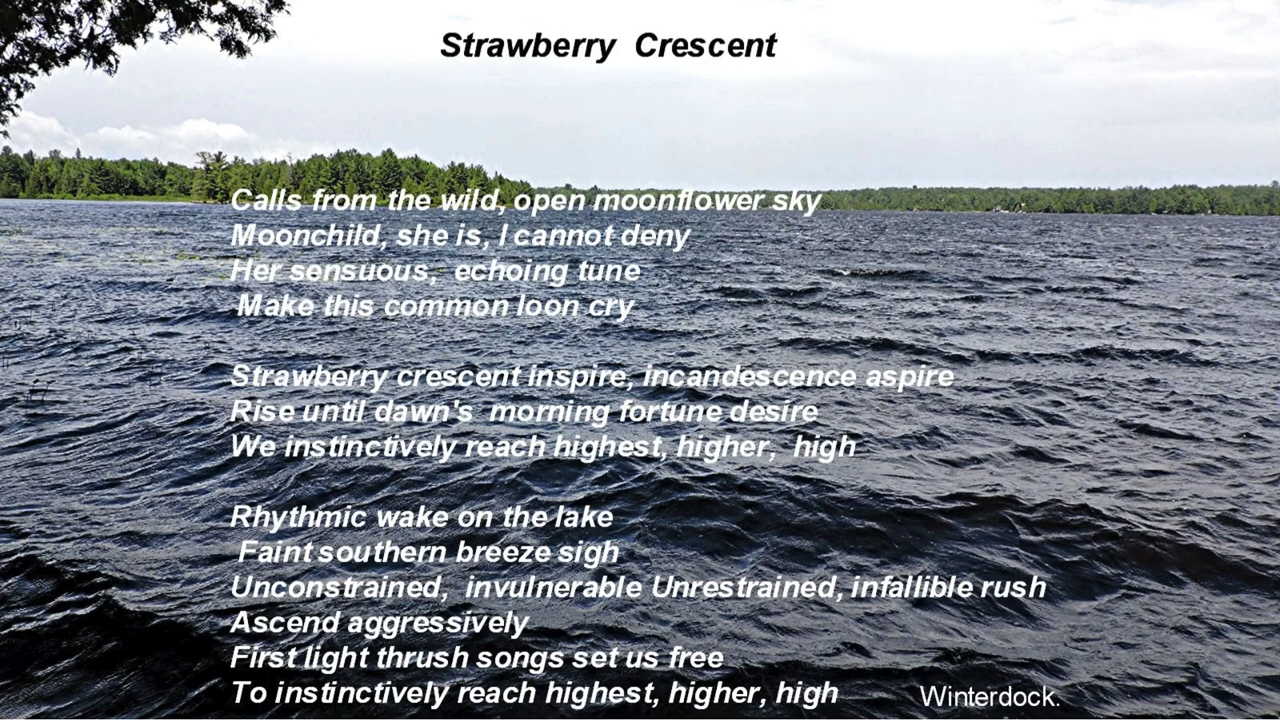 Strawberry Crescent
Calls from the wild, open moonflower sky
Moonchild, she is, I cannot deny
Her sensuous, echoing tune
Make this common loon cry
Strawberry crescent inspire, incandescence aspire
Rise until dawn's morning fortune desire
We instinctively reach highest, higher, high
Rhythmic wake on the lake
Faint southern breeze sigh
Unconstrained, invulnerable Unrestrained, infallible rush
Ascend aggressively
First light thrush songs set us free
To instinctively reach highest, higher, high
Winterdock.